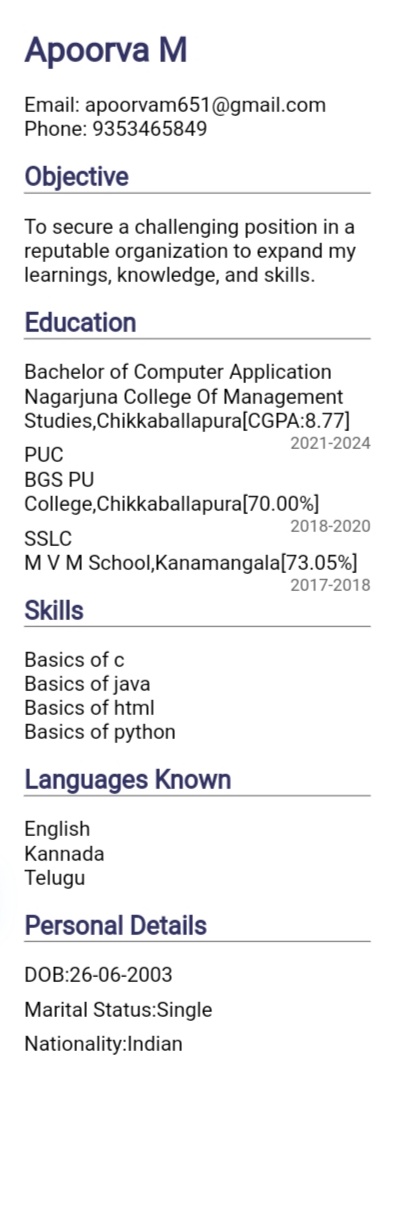 Apoorva M
Email: apoorvam651@gmail.com
Phone: 9353465849
Objective
To secure a challenging position in a
reputable organization to expand my
learnings, knowledge, and skills.
Education
Bachelor of Computer Application
Nagarjuna College Of Management
Studies,Chikkaballapura[CGPA:8.77]
2021-2024
PUC
BGS PU
College,Chikkaballapura[70.00%]
2018-2020
SSLC
M V M School,Kanamangala[73.05%]
2017-2018
Skills
Basics of c
Basics of java
Basics of html
Basics of python
Languages Known
English
Kannada
Telugu
Personal Details
DOB:26-06-2003
Marital Status:Single
Nationality:Indian